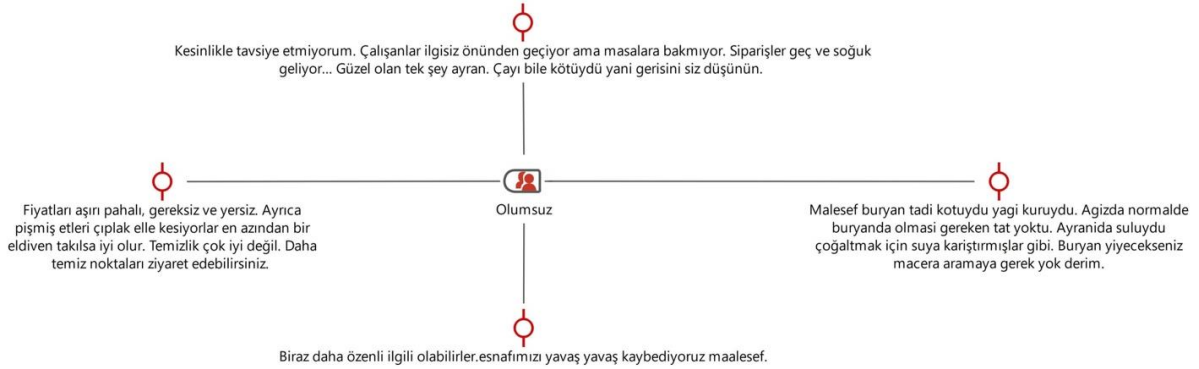 Kesinlikle tavsiye etmiyorum. Çalışanlar ilgisiz önünden geçiyor ama masalara bakmıyor. Siparişler geç ve soğuk
geliyor... Güzel olan tek şey ayran. Çayı bile kötüydü yani gerisini siz düşünün.
Fiyatları aşırı pahalı, gereksiz ve yersiz. Ayrıca
pişmiş etleri çıplak elle kesiyorlar en azından bir
eldiven takılsa iyi olur. Temizlik çok iyi değil. Daha
temiz noktaları ziyaret edebilirsiniz.
Olumsuz
Malesef buryan tadi kotuydu yagi kuruydu. Agizda normalde
buryanda olmasi gereken tat yoktu. Ayranida suluydu
çoğaltmak için suya kariştırmışlar gibi. Buryan yiyecekseniz
macera aramaya gerek yok derim.
Biraz daha özenli ilgili olabilirler.esnafımızı yavaş yavaş kaybediyoruz maalesef.